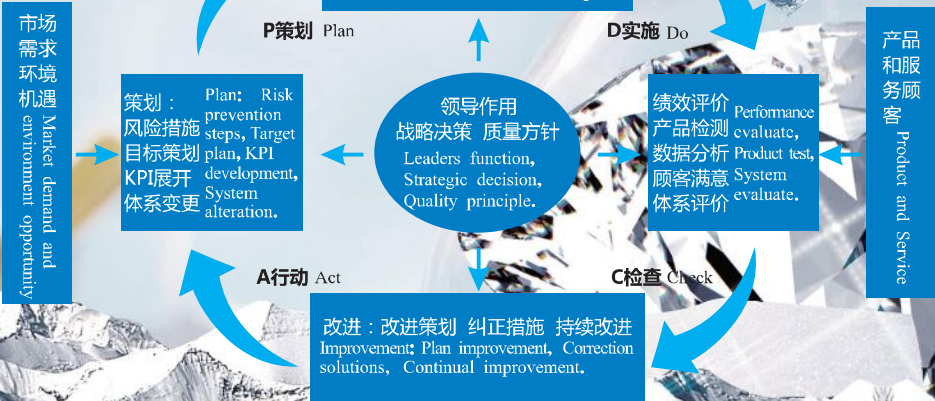 市场
需求
环境
机遇
Market demand and
environment opportunity
P策划 Plan
D实施 Do
策划：
风险措施
目标策划
KPI展开
体系变更
Plan: Risk
prevention
steps, Target
plan, KPI
development,
System
alteration.
领导作用
战略决策 质量方针
Leaders function,
Strategic decision,
Quality principle.
绩效评价
产品检测
数据分析
顾客满意
体系评价
Performance
evaluate,
Product test,
System
evaluate.
产品
和服
务顾
客
Product and Service
A行动 Act
C检查 Check
改进：改进策划 纠正措施 持续改进
Improvement: Plan improvement, Correction
solutions, Continual improvement.